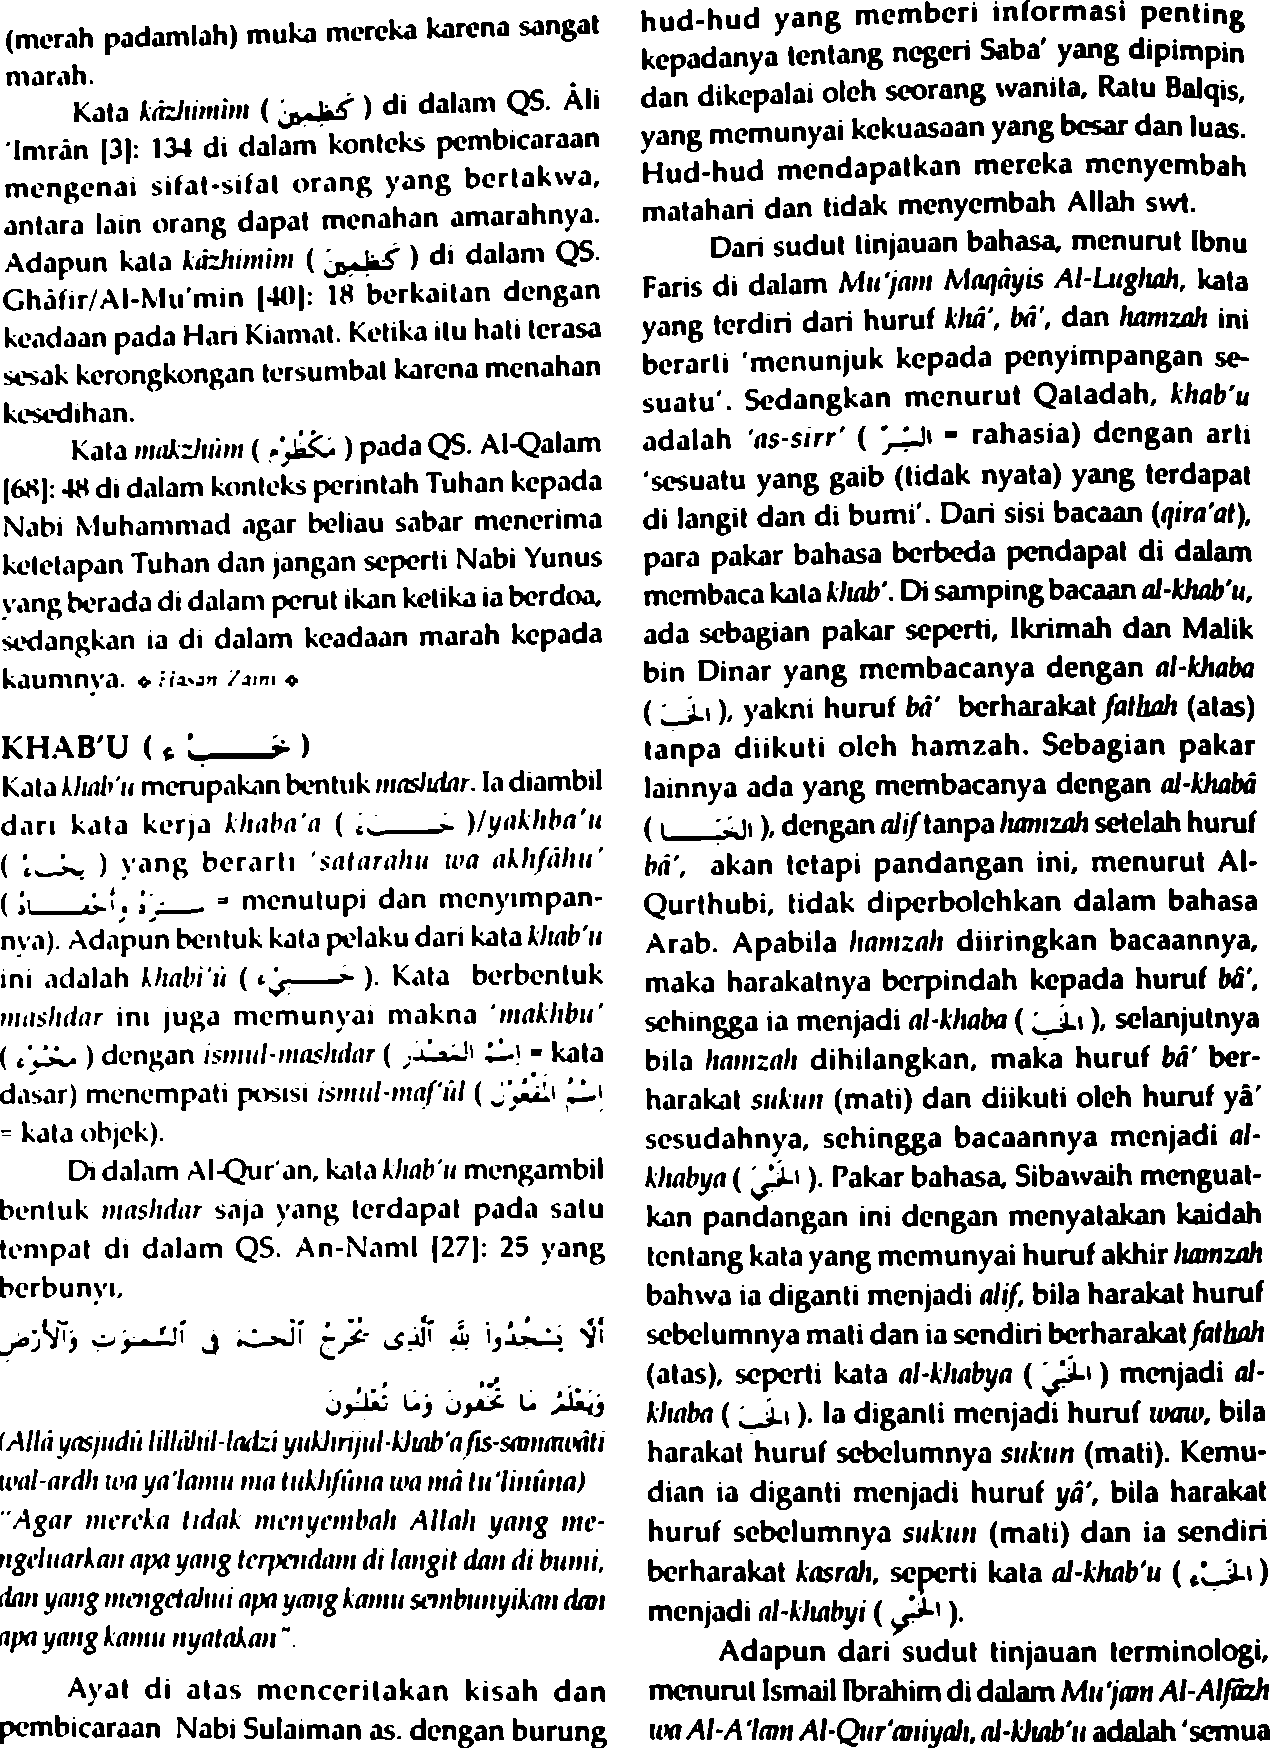 (merah padamlah) muka mereka karena sangat
marah.
Kata kâzhimîm ( كَظِمِينَ ) di dalam QS. Âli
'Imrân [3]: 134 di dalam konteks pembicaraan
mengenai sifat-sifat orang yang bertakwa,
antara lain orang dapat menahan amarahnya.
Adapun kata kâzhimîm ( كَظِمِينَ ) di dalam QS.
Ghâfir/Al-Mu'min [40]: 18 berkaitan dengan
keadaan pada Hari Kiamat. Ketika itu hati terasa
sesak kerongkongan tersumbat karena menahan
kesedihan.
Kata makzhûm ( مَكْظُوْم ) pada QS. Al-Qalam
[68]: 48 di dalam konteks perintah Tuhan kepada
Nabi Muhammad agar beliau sabar menerima
ketetapan Tuhan dan jangan seperti Nabi Yunus
yang berada di dalam perut ikan ketika ia berdoa,
sedangkan ia di dalam keadaan marah kepada
kaumnya. ◆ Hasan Zaini ◆
KHAB'U ( خَبْء )
Kata khab'u merupakan bentuk mashdar. Ia diambil
dari kata kerja khaba'a ( خَبَأَ )/yakhba'u
( يَخْبَأُ ) yang berarti 'satarahu wa akhfâhu'
( سَتَرَهُ وَأَخْفَاهُ = menutupi dan menyimpan-
nya). Adapun bentuk kata pelaku dari kata khab'u
ini adalah khabi'û ( خَبِيْء ). Kata berbentuk
mashdar ini juga memunyai makna 'makhbu'
( مَخْبُوْء ) dengan ismul-mashdar ( اِسْمُ الْمَصْدَر = kata
dasar) menempati posisi ismul-maf'ûl ( اِسْمُ الْمَفْعُوْل
= kata objek).
Di dalam Al-Qur'an, kata khab'u mengambil
bentuk mashdar saja yang terdapat pada satu
tempat di dalam QS. An-Naml [27]: 25 yang
berbunyi,
أَلَّا يَسْجُدُوا۟ لِلَّهِ ٱلَّذِى يُخْرِجُ ٱلْخَبْءَ فِى ٱلسَّمَـٰوَٰتِ وَٱلْأَرْضِ
وَيَعْلَمُ مَا تُخْفُونَ وَمَا تُعْلِنُونَ
(Allâ yasjudû lillâhil-ladzî yukhrijul-khab'a fis-samawâti
wal-ardh wa ya'lamu ma tukhfûna wa mâ tu'linûna)
"Agar mereka tidak menyembah Allah yang me-
ngeluarkan apa yang terpendam di langit dan di bumi,
dan yang mengetahui apa yang kamu sembunyikan dan
apa yang kamu nyatakan".
Ayat di atas menceritakan kisah dan
pembicaraan Nabi Sulaiman as. dengan burung
hud-hud yang memberi informasi penting
kepadanya tentang negeri Saba' yang dipimpin
dan dikepalai oleh seorang wanita, Ratu Balqis,
yang memunyai kekuasaan yang besar dan luas.
Hud-hud mendapatkan mereka menyembah
matahari dan tidak menyembah Allah swt.
Dari sudut tinjauan bahasa, menurut Ibnu
Faris di dalam Mu'jam Maqâyis Al-Lughah, kata
yang terdiri dari huruf khâ', bâ', dan hamzah ini
berarti 'menunjuk kepada penyimpangan se-
suatu'. Sedangkan menurut Qatadah, khab'u
adalah 'as-sirr' ( اَلسِّرّ = rahasia) dengan arti
'sesuatu yang gaib (tidak nyata) yang terdapat
di langit dan di bumi'. Dari sisi bacaan (qira'at),
para pakar bahasa berbeda pendapat di dalam
membaca kata khab'. Di samping bacaan al-khab'u,
ada sebagian pakar seperti, Ikrimah dan Malik
bin Dinar yang membacanya dengan al-khaba
( الْخَبَ ), yakni huruf bâ' berharakat fathah (atas)
tanpa diikuti oleh hamzah. Sebagian pakar
lainnya ada yang membacanya dengan al-khabâ
( الْخَبَا ), dengan alif tanpa hamzah setelah huruf
bâ', akan tetapi pandangan ini, menurut Al-
Qurthubi, tidak diperbolehkan dalam bahasa
Arab. Apabila hamzah diiringkan bacaannya,
maka harakatnya berpindah kepada huruf bâ',
sehingga ia menjadi al-khaba ( الْخَبَ ), selanjutnya
bila hamzah dihilangkan, maka huruf bâ' ber-
harakat sukun (mati) dan diikuti oleh huruf yâ'
sesudahnya, sehingga bacaannya menjadi al-
khabya ( الْخَبْيَ ). Pakar bahasa, Sibawaih menguat-
kan pandangan ini dengan menyatakan kaidah
tentang kata yang memunyai huruf akhir hamzah
bahwa ia diganti menjadi alif, bila harakat huruf
sebelumnya mati dan ia sendiri berharakat fathah
(atas), seperti kata al-khabya ( الْخَبْيَ ) menjadi al-
khaba ( الْخَبَ ). Ia diganti menjadi huruf waw, bila
harakat huruf sebelumnya sukun (mati). Kemu-
dian ia diganti menjadi huruf yâ', bila harakat
huruf sebelumnya sukun (mati) dan ia sendiri
berharakat kasrah, seperti kata al-khab'u ( الْخَبْء )
menjadi al-khabyi ( الْخَبْيِ ).
Adapun dari sudut tinjauan terminologi,
menurut Ismail Ibrahim di dalam Mu'jam Al-Alfâzh
wa Al-A'lam Al-Qur'aniyah, al-khab'u adalah 'semua